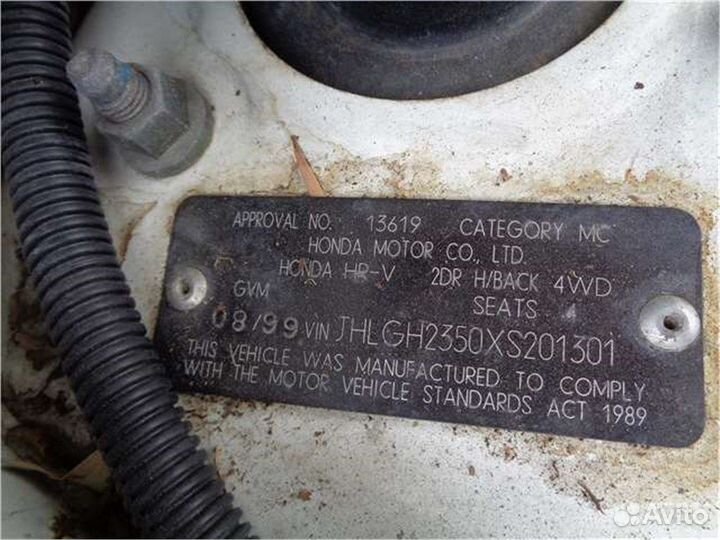 APPROVAL NO. 13619 CATEGORY MC
HONDA MOTOR CO., LTD.
HONDA HR-V 2DR H/BACK 4WD
GVM SEATS 4
08/99 VIN JHLGH2350XS201301
THIS VEHICLE WAS MANUFACTURED TO COMPLY
WITH THE MOTOR VEHICLE STANDARDS ACT 1989
Avito